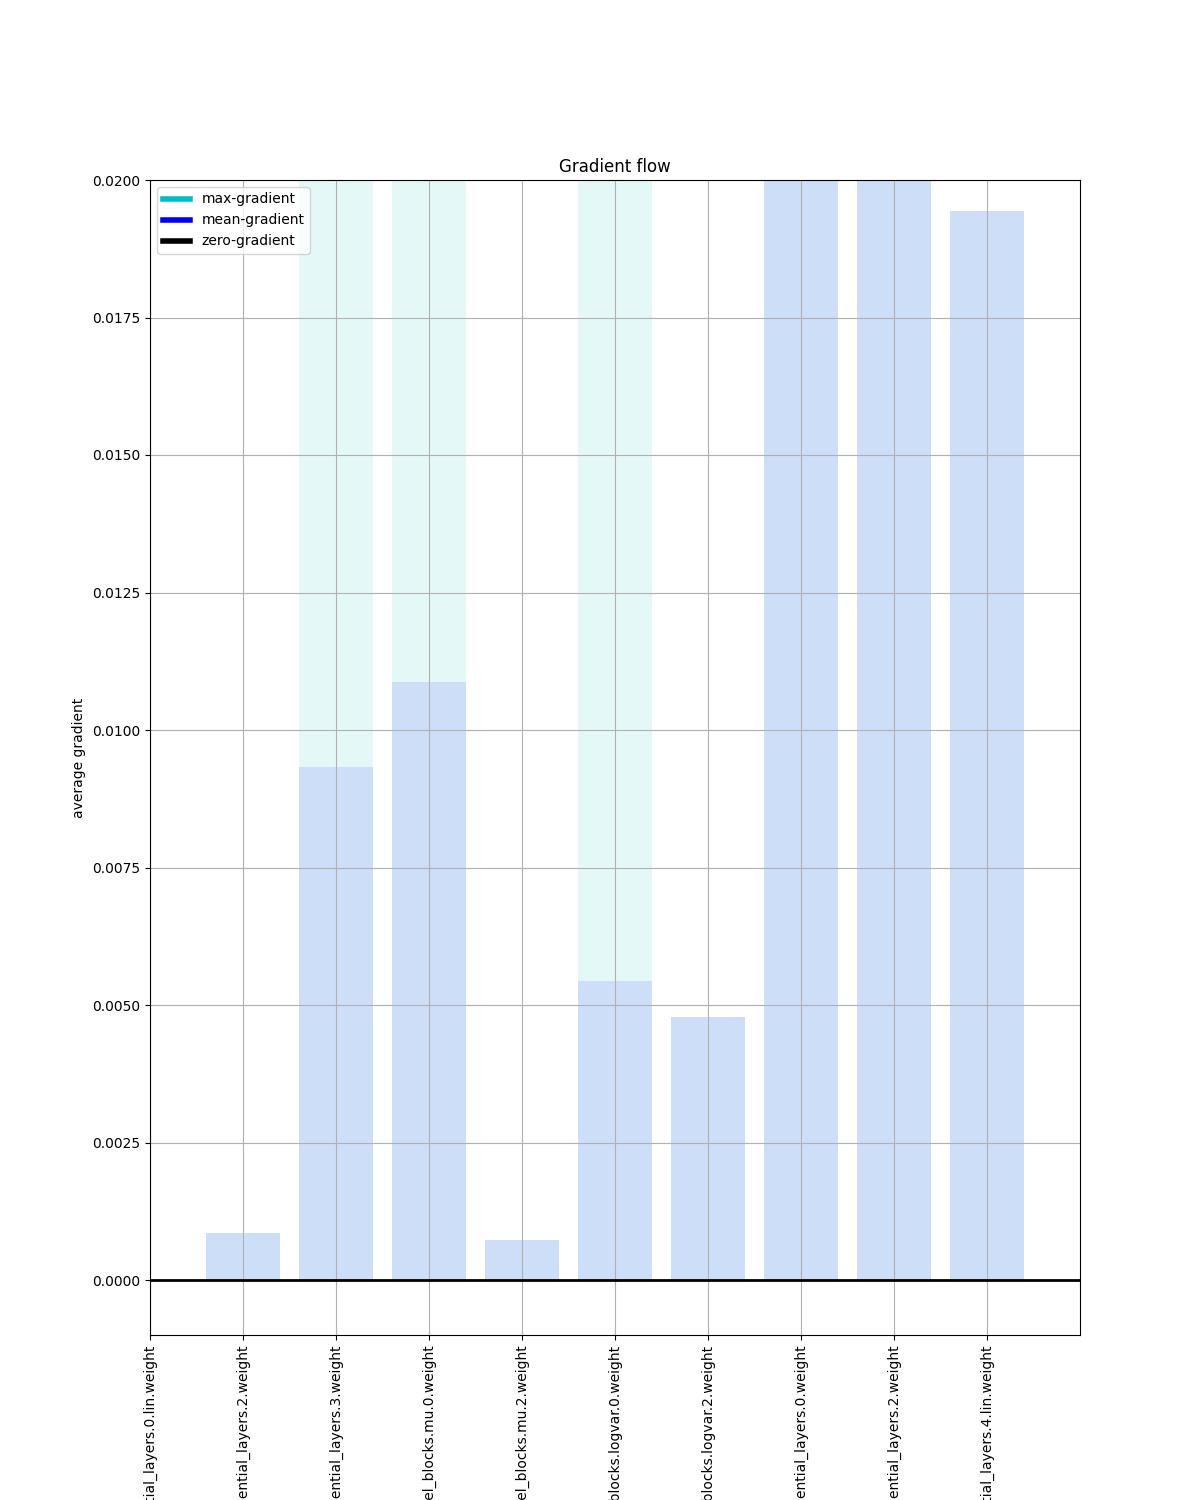 Gradient flow
max-gradient
mean-gradient
zero-gradient
0.0200
0.0175
0.0150
0.0125
0.0100
0.0075
0.0050
0.0025
0.0000
average gradient
tial_layers.0.lin.weight
ential_layers.2.weight
ential_layers.3.weight
el_blocks.mu.0.weight
el_blocks.mu.2.weight
blocks.logvar.0.weight
blocks.logvar.2.weight
ential_layers.0.weight
ential_layers.2.weight
tial_layers.4.lin.weight